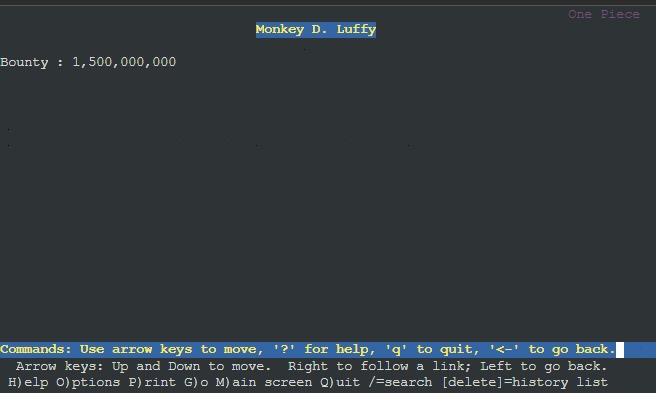 One Piece
Monkey D. Luffy
Bounty : 1,500,000,000
Commands: Use arrow keys to move, '?' for help, 'q' to quit, '<-' to go back.
Arrow keys: Up and Down to move.  Right to follow a link; Left to go back.
H)elp O)ptions P)rint G)o M)ain screen Q)uit /=search [delete]=history list